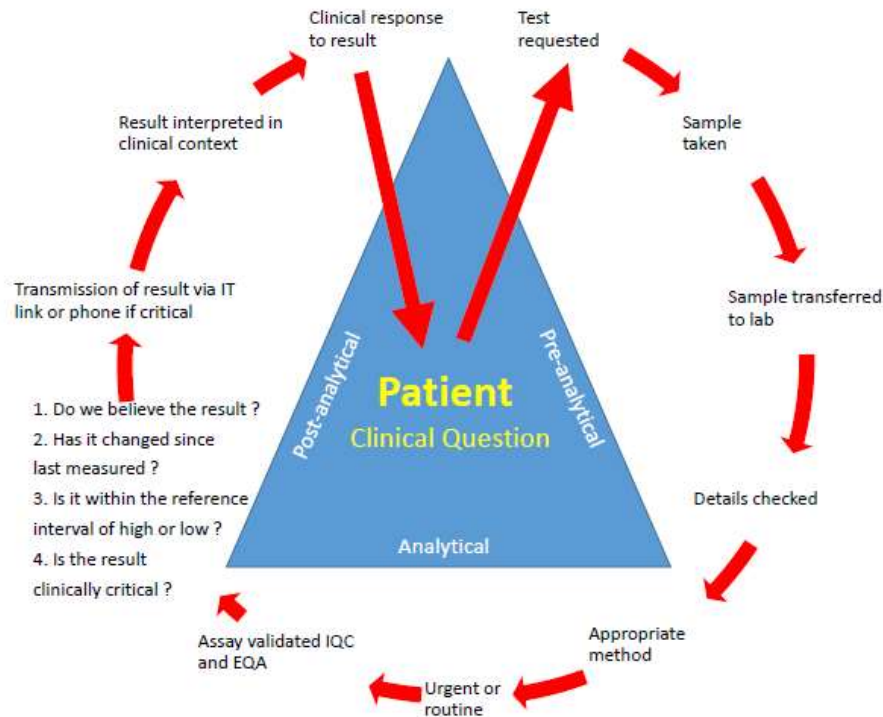 Clinical response
to result
Test
requested
Sample
taken
Sample transferred
to lab
Details checked
Appropriate
method
Urgent or
routine
Assay validated IQC
and EQA
1. Do we believe the result ?
2. Has it changed since
last measured ?
3. Is it within the reference
interval of high or low ?
4. Is the result
clinically critical ?
Transmission of result via IT
link or phone if critical
Result interpreted in
clinical context
Post-analytical
Pre-analytical
Patient
Clinical Question
Analytical